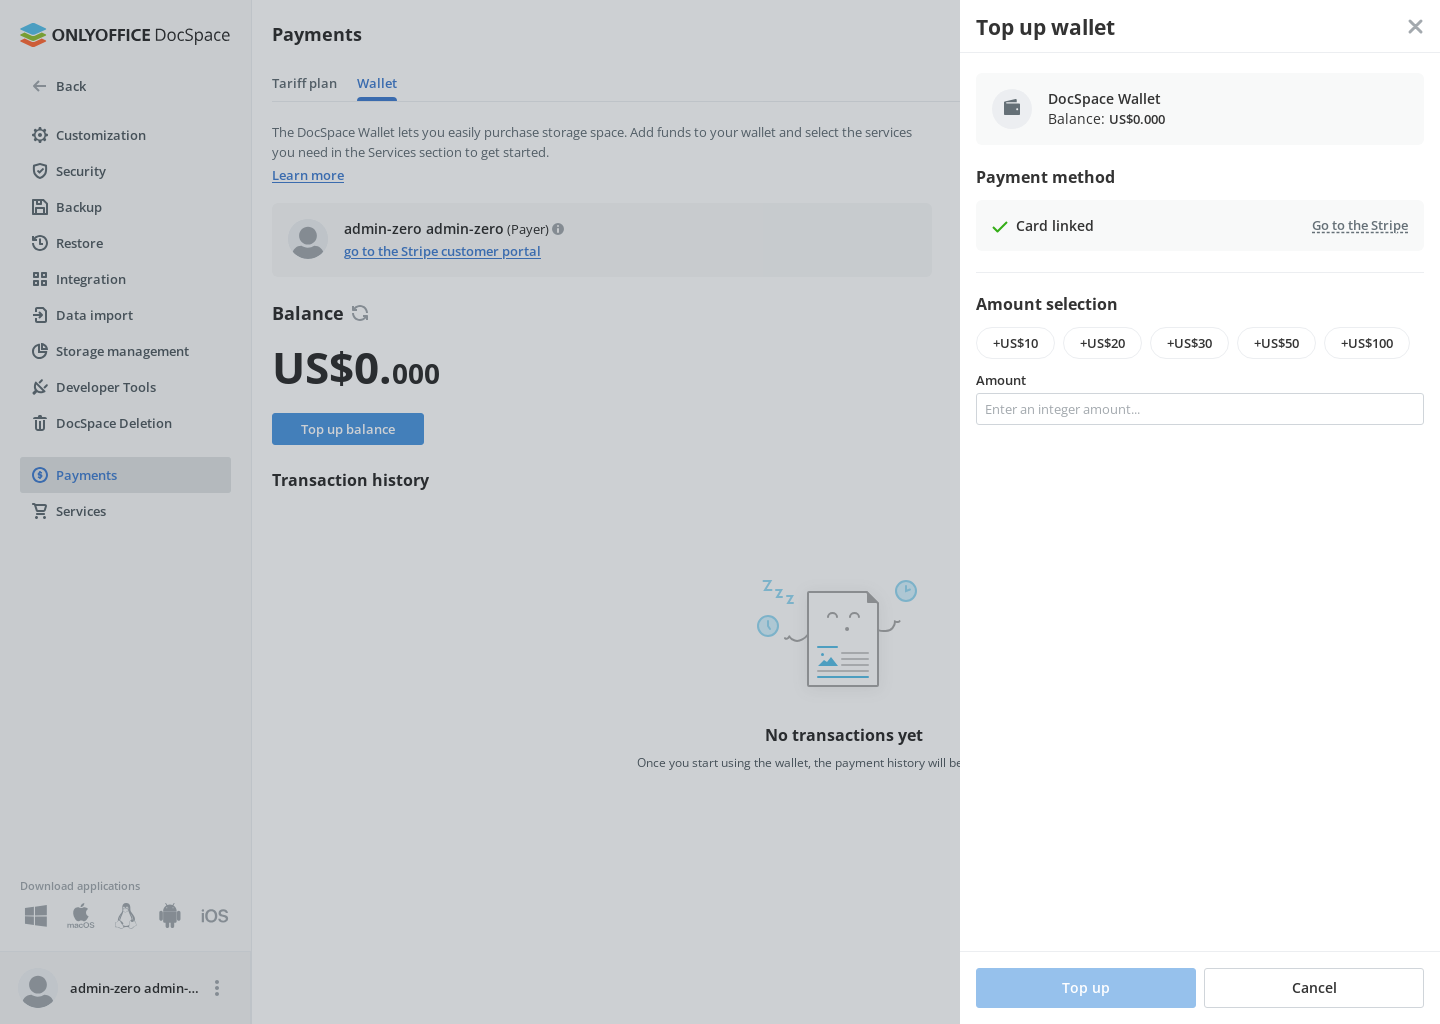 ONLYOFFICE DocSpace
Back
Customization
Security
Backup
Restore
Integration
Data import
Storage management
Developer Tools
DocSpace Deletion
Payments
Services
Download applications
macOS
iOS
admin-zero admin-...
Payments
Tariff plan
Wallet
The DocSpace Wallet lets you easily purchase storage space. Add funds to your wallet and select the services
you need in the Services section to get started.
Learn more
admin-zero admin-zero (Payer)
go to the Stripe customer portal
Balance
US$0.000
Top up balance
Transaction history
z z z
No transactions yet
Once you start using the wallet, the payment history will be
Top up wallet
DocSpace Wallet
Balance: US$0.000
Payment method
Card linked
Go to the Stripe
Amount selection
+US$10
+US$20
+US$30
+US$50
+US$100
Amount
Enter an integer amount...
Top up
Cancel